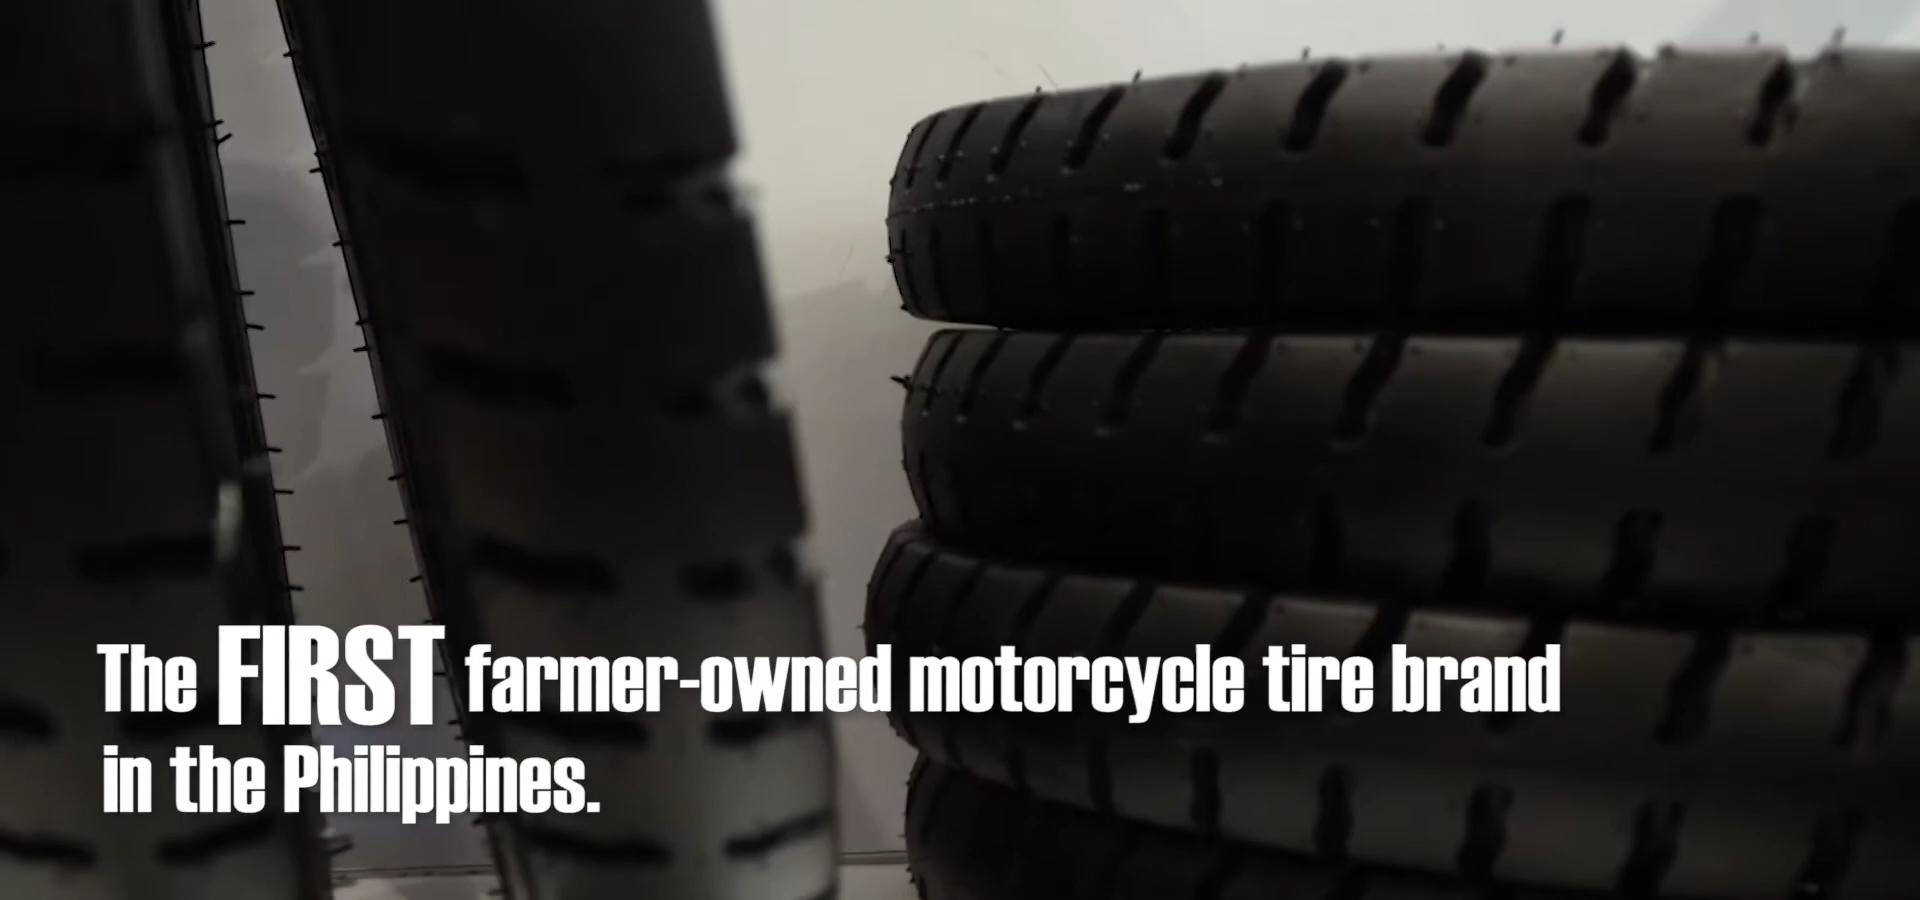 The FIRST farmer-owned motorcycle tire brand
in the Philippines.